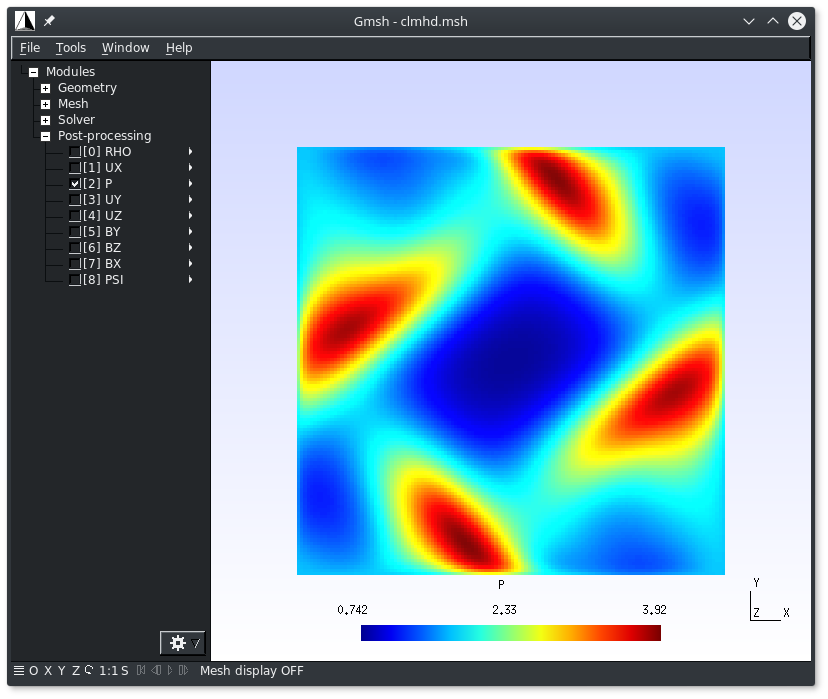 Gmsh - clmhd.msh
File Tools Window Help
Modules
Geometry
Mesh
Solver
Post-processing
[0] RHO
[1] UX
[2] P
[3] UY
[4] UZ
[5] BY
[6] BZ
[7] BX
[8] PSI
P
0.742 2.33 3.92
Y
Z X
O X Y Z 1:1 S Mesh display OFF